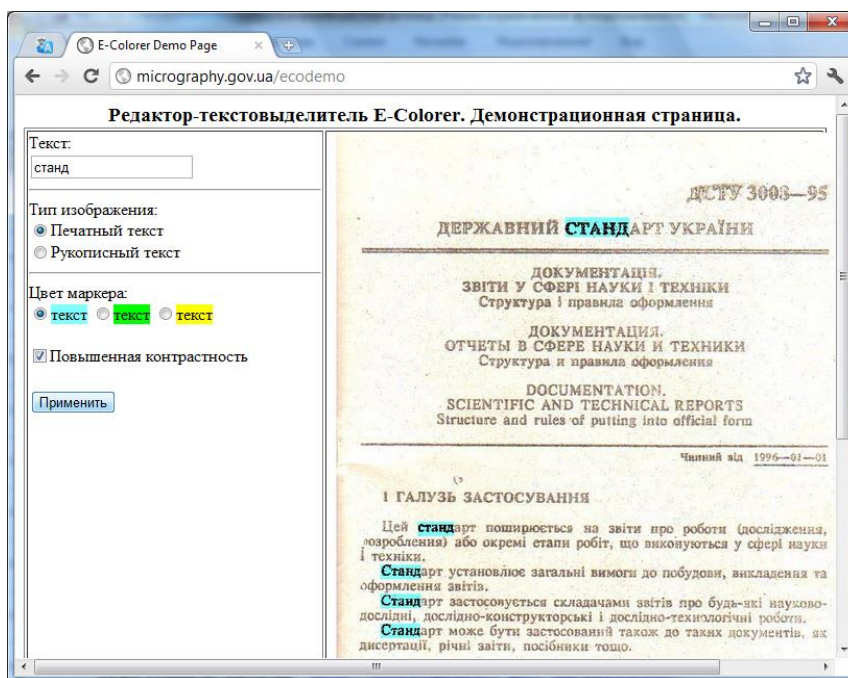 E-Colorer Demo Page
micrography.gov.ua/ecodemo
Редактор-текстовыделитель E-Colorer. Демонстрационная страница.
Текст:
станд
Тип изображения:
Печатный текст
Рукописный текст
Цвет маркера:
текст текст текст
Повышенная контрастность
Применить
ДСТУ 3003—95
ДЕРЖАВНИЙ СТАНДАРТ УКРАЇНИ
ДОКУМЕНТАЦІЯ.
ЗВІТИ У СФЕРІ НАУКИ І ТЕХНІКИ
Структура і правила оформлення
ДОКУМЕНТАЦИЯ.
ОТЧЕТЫ В СФЕРЕ НАУКИ И ТЕХНИКИ
Структура и правила оформления
DOCUMENTATION.
SCIENTIFIC AND TECHNICAL REPORTS
Structure and rules of putting into official form
Чинний від 1996—01—01
1 ГАЛУЗЬ ЗАСТОСУВАННЯ
Цей стандарт поширюється на звіти про роботи (дослідження,
розроблення) або окремі етапи робіт, що виконуються у сфері науки
і техніки.
Стандарт установлює загальні вимоги до побудови, викладення та
оформлення звітів.
Стандарт застосовується складачами звітів про будь-які науково-
дослідні, дослідно-конструкторські і дослідно-технологічні роботи.
Стандарт може бути застосований також до таких документів, як
дисертації, річні звіти, посібники тощо.